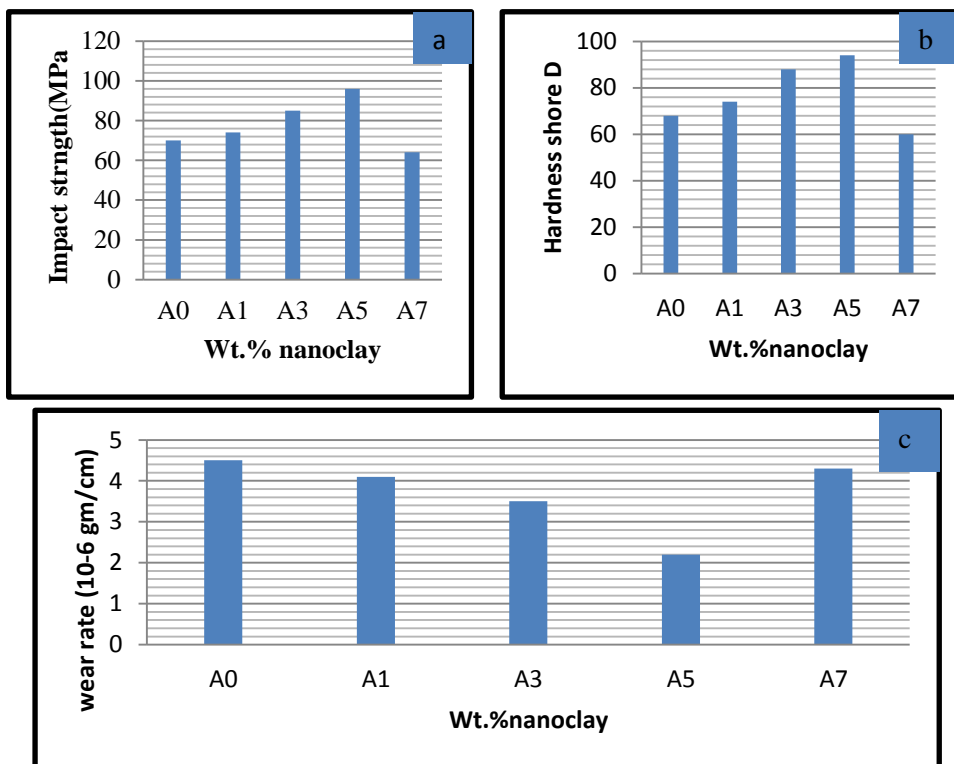 a
120
100
80
60
40
20
0
Impact strngth(MPa
A0 A1 A3 A5 A7
Wt.% nanoclay
b
100
80
60
40
20
0
Hardness shore D
A0 A1 A3 A5 A7
Wt.%nanoclay
c
5
4
3
2
1
0
wear rate (10-6 gm/cm)
A0 A1 A3 A5 A7
Wt.%nanoclay